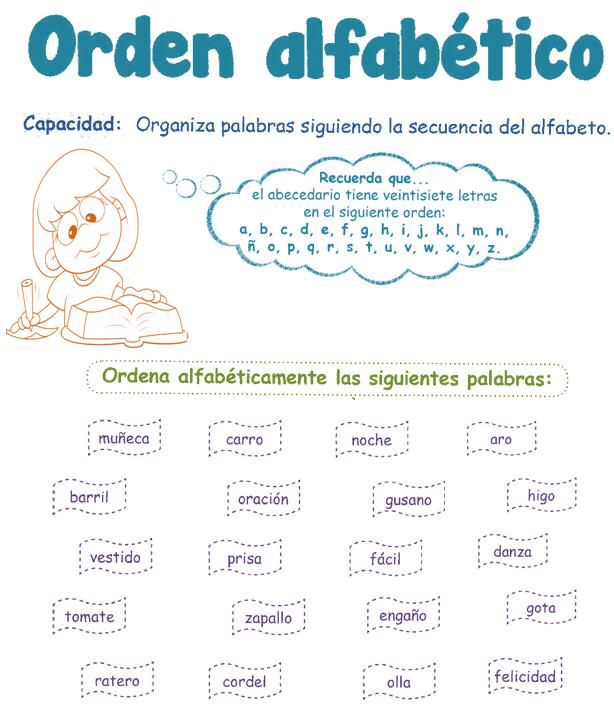 Orden alfabético
Capacidad: Organiza palabras siguiendo la secuencia del alfabeto.
Recuerda que...
el abecedario tiene veintisiete letras
en el siguiente orden:
a, b, c, d, e, f, g, h, i, j, k, l, m, n,
ñ, o, p, q, r, s, t, u, v, w, x, y, z.
Ordena alfabéticamente las siguientes palabras:
muñeca carro noche aro
barril oración gusano higo
vestido prisa fácil danza
tomate zapallo engaño gota
ratero cordel olla felicidad